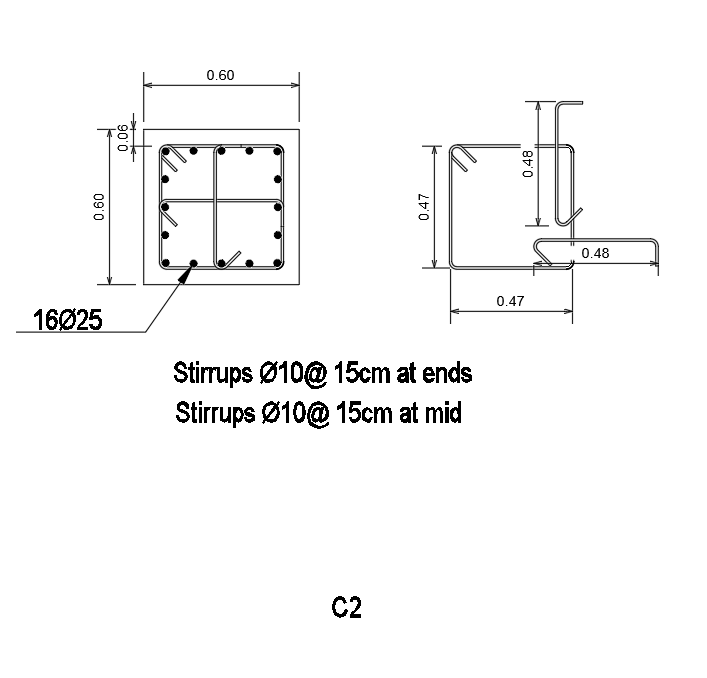 0.60
0.06
0.60
16Ø25
0.48
0.47
0.48
0.47
Stirrups Ø10@ 15cm at ends
Stirrups Ø10@ 15cm at mid
C2